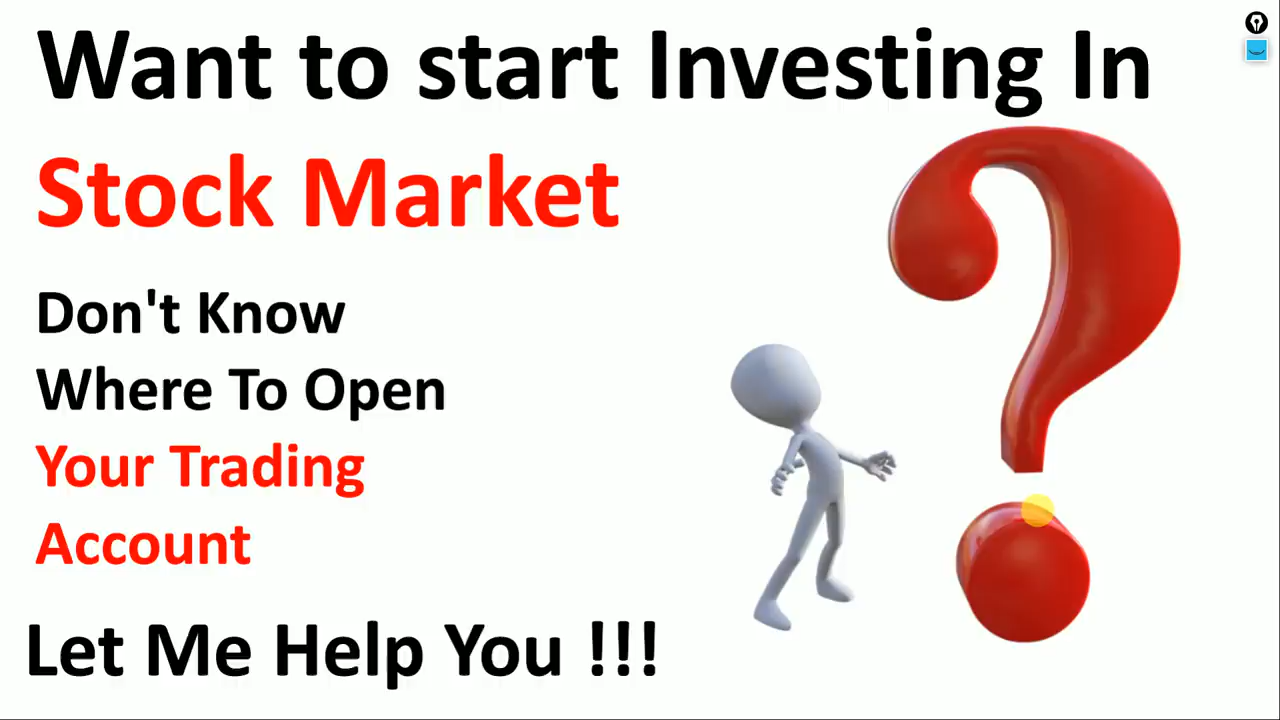 Want to start Investing In
Stock Market
Don't Know
Where To Open
Your Trading
Account
Let Me Help You !!!